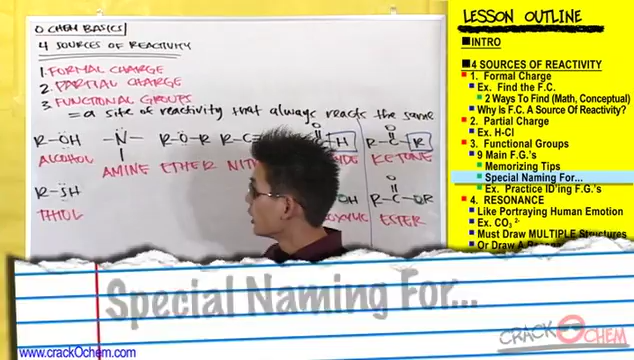 O CHEM BASICS
4 SOURCES OF REACTIVITY
1. FORMAL CHARGE
2. PARTIAL CHARGE
3. FUNCTIONAL GROUPS
= a site of reactivity that always reacts the same
R-ÖH -N̈- R-Ö-R R-C H R-C-R
ALCOHOL AMINE ETHER KETONE
R-S̈H OH R-C-OR
THIOL ESTER
LESSON OUTLINE
INTRO
4 SOURCES OF REACTIVITY
1. Formal Charge
Ex. Find the F.C.
2 Ways To Find (Math, Conceptual)
Why Is F.C. A Source Of Reactivity?
2. Partial Charge
Ex. H-Cl
3. Functional Groups
9 Main F.G.'s
Memorizing Tips
Special Naming For...
Ex. Practice ID'ing F.G.'s
4. RESONANCE
Like Portraying Human Emotion
Ex. CO₃ ²⁻
Must Draw MULTIPLE Structures
Or Draw A
Special Naming For...
CRACK O CHEM
www.crackOchem.com